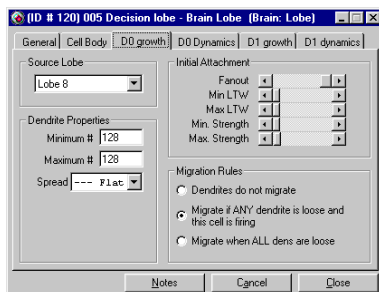 (ID # 120) 005 Decision lobe - Brain Lobe (Brain: Lobe)
General Cell Body D0 growth D0 Dynamics D1 growth D1 dynamics
Source Lobe
Lobe 8
Dendrite Properties
Minimum # 128
Maximum # 128
Spread --- Flat
Initial Attachment
Fanout
Min LTW
Max LTW
Min. Strength
Max. Strength
Migration Rules
Dendrites do not migrate
Migrate if ANY dendrite is loose and
this cell is firing
Migrate when ALL dens are loose
Notes Cancel Close